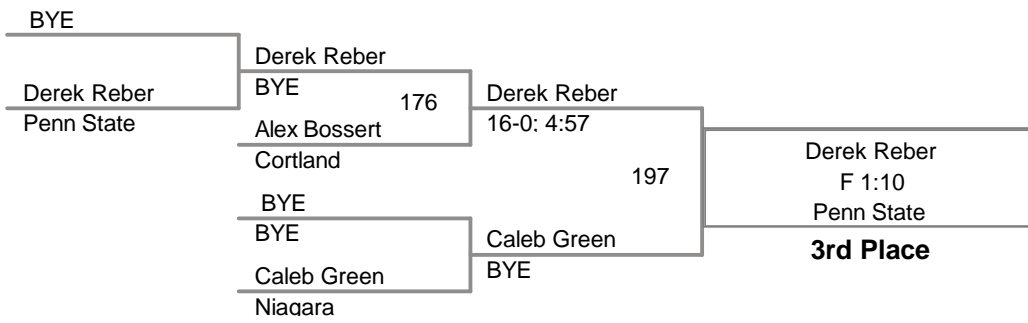 BYE
Derek Reber
Penn State
Derek Reber
BYE
176
Alex Bossert
Cortland
BYE
BYE
Caleb Green
Niagara
Derek Reber
16-0; 4:57
197
Caleb Green
BYE
Derek Reber
F 1:10
Penn State
3rd Place